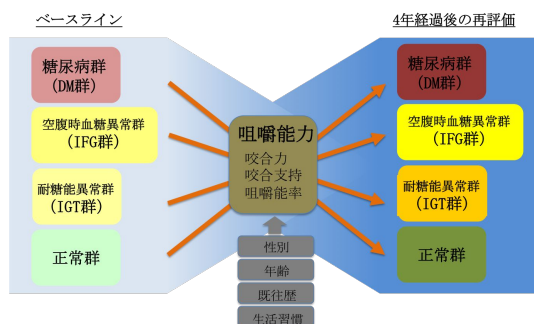 ベースライン
4年経過後の再評価
糖尿病群
(DM群)
空腹時血糖異常群
(IFG群)
耐糖能異常群
(IGT群)
正常群
咀嚼能力
咬合力
咬合支持
咀嚼能率
性別
年齢
既往歴
生活習慣
糖尿病群
(DM群)
空腹時血糖異常群
(IFG群)
耐糖能異常群
(IGT群)
正常群